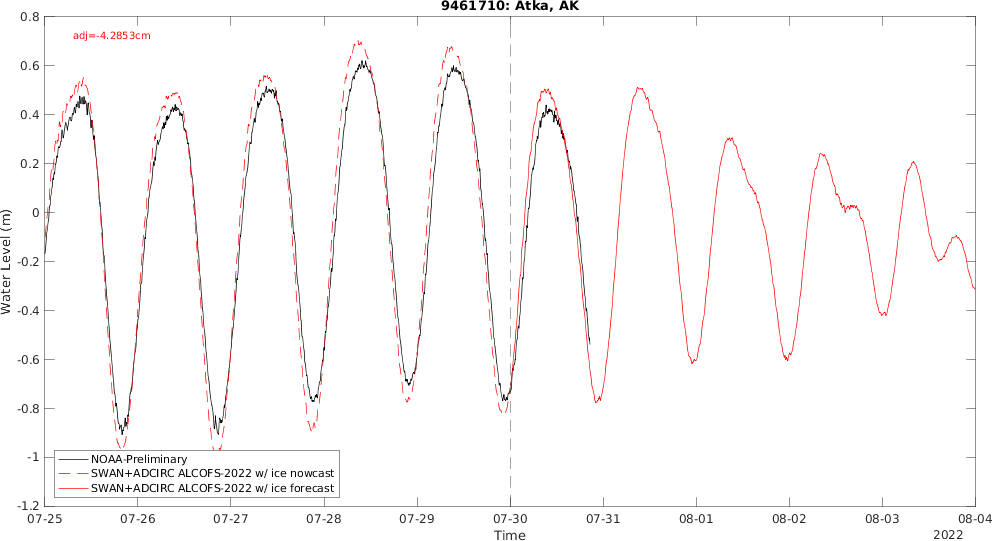 9461710: Atka, AK
adj=-4.2853cm
0.8
0.6
0.4
0.2
0
-0.2
-0.4
-0.6
-0.8
-1
-1.2
Water Level (m)
NOAA-Preliminary
SWAN+ADCIRC ALCOFS-2022 w/ ice nowcast
SWAN+ADCIRC ALCOFS-2022 w/ ice forecast
07-25 07-26 07-27 07-28 07-29 07-30 07-31 08-01 08-02 08-03 08-04
Time
2022